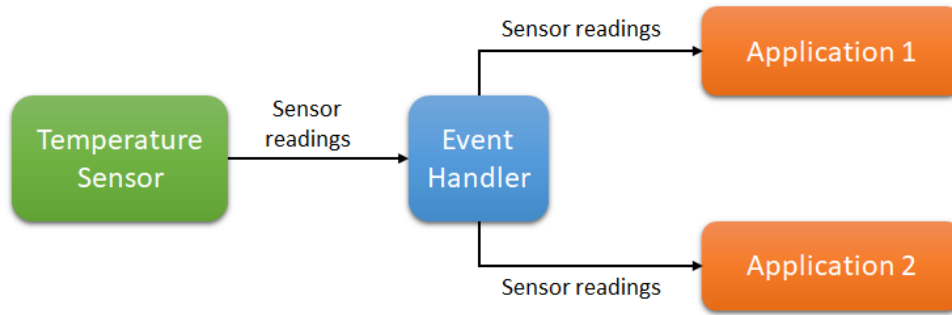 Sensor readings
Application 1
Sensor
readings
Temperature
Sensor
Event
Handler
Application 2
Sensor readings